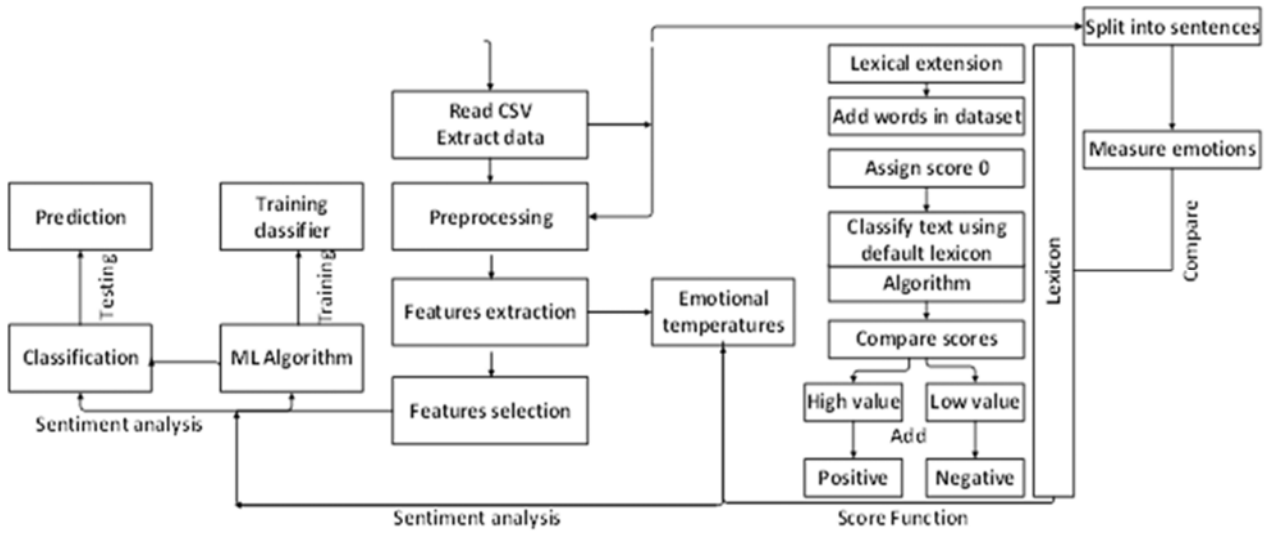 Split into sentences
Lexical extension
Read CSV
Extract data
Add words in dataset
Measure emotions
Assign score 0
Prediction
Training
classifier
Preprocessing
Classify text using
default lexicon
Algorithm
Compare
Lexicon
Testing
Training
Features extraction
Emotional
temperatures
Compare scores
Classification
ML Algorithm
High value
Low value
Features selection
Sentiment analysis
Add
Positive
Negative
Sentiment analysis
Score Function